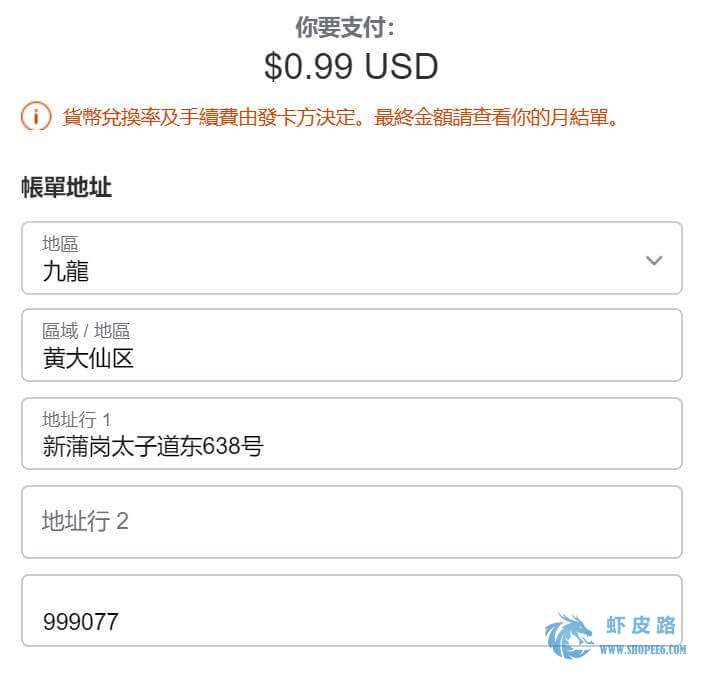 你要支付：
$0.99 USD
貨幣兌換率及手續費由發卡方決定。最終金額請查看你的月結單。
帳單地址
地區
九龍
區域 / 地區
黄大仙区
地址行 1
新蒲岗太子道东638号
地址行 2
999077
虾皮路
WWW.SHOPEE6.COM